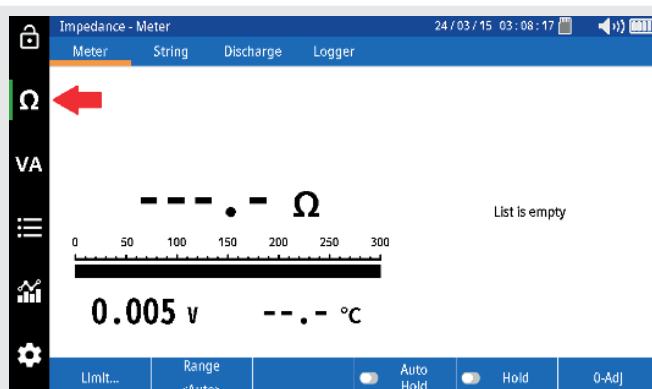 Impedance - Meter 24/03/15 03:08:17
Meter String Discharge Logger
Ω
VA
---.- Ω
List is empty
0 50 100 150 200 250 300
0.005 V --.- °C
Limit...
Range
<Auto>
Auto
Hold
Hold
0-Adj